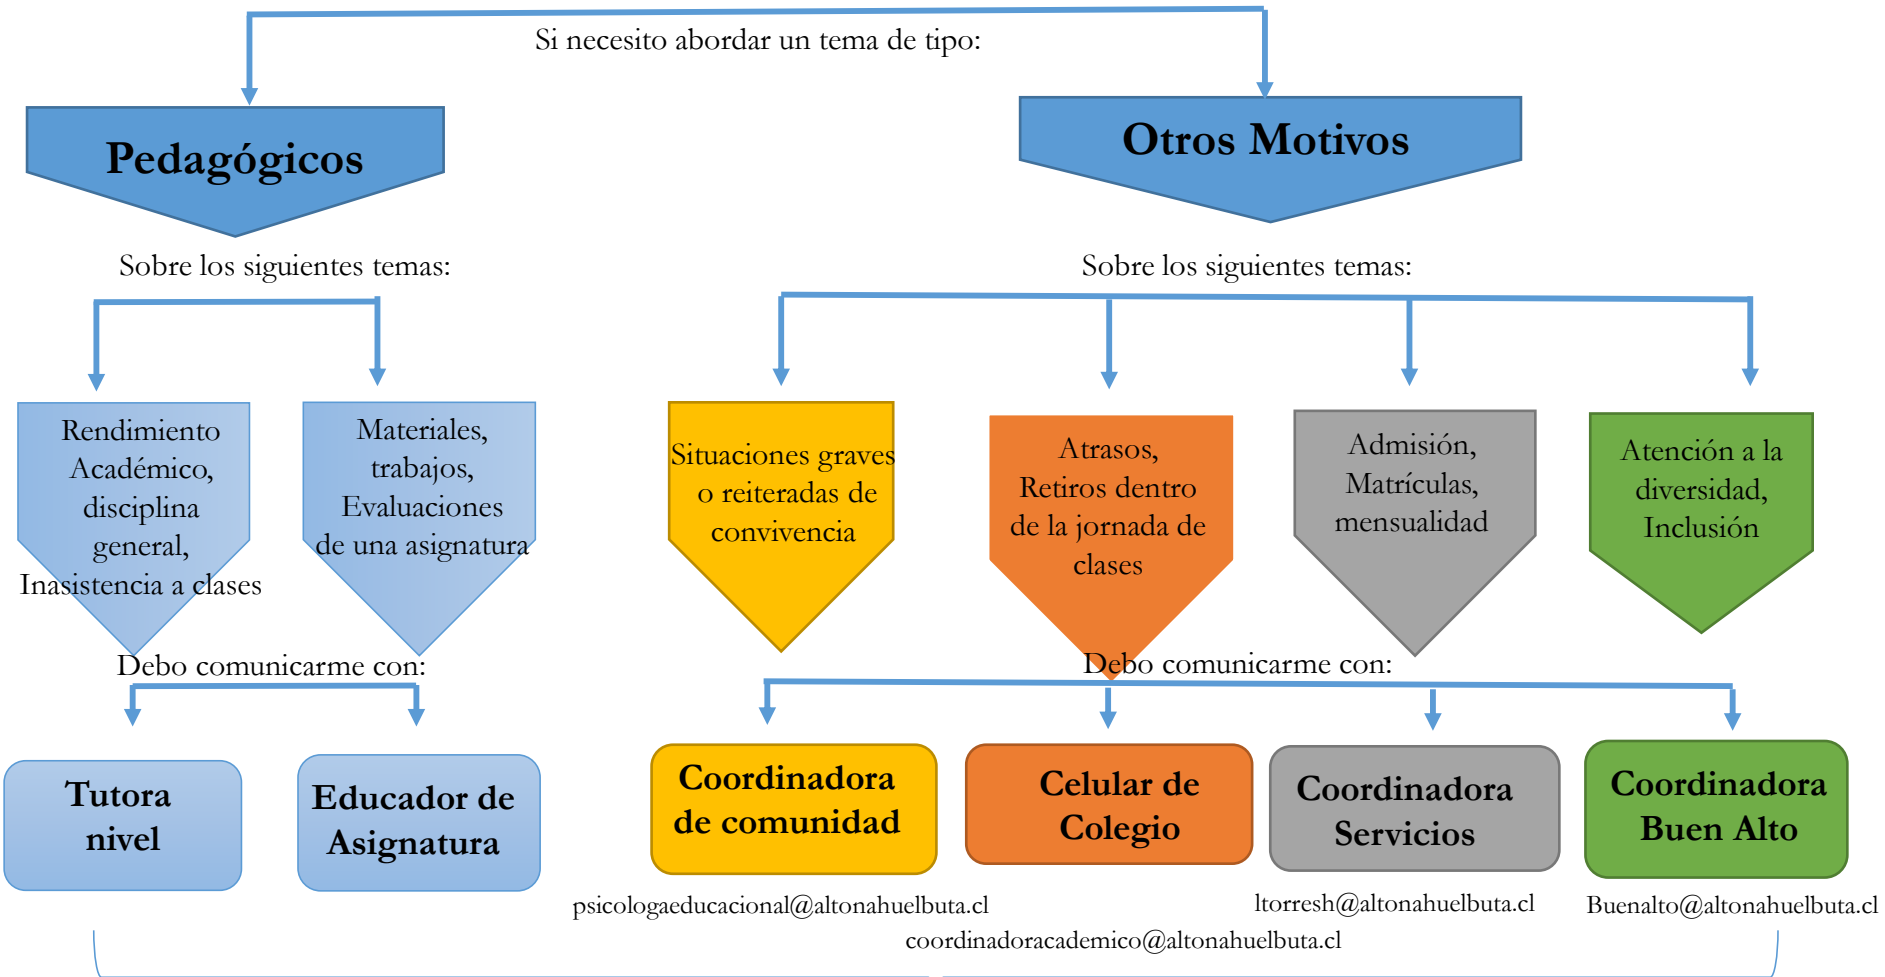 Si necesito abordar un tema de tipo:
Pedagógicos
Otros Motivos
Sobre los siguientes temas:
Sobre los siguientes temas:
Rendimiento
Académico,
disciplina
general,
Inasistencia a clases
Materiales,
trabajos,
Evaluaciones
de una asignatura
Situaciones graves
o reiteradas de
convivencia
Atrasos,
Retiros dentro
de la jornada de
clases
Admisión,
Matrículas,
mensualidad
Atención a la
diversidad,
Inclusión
Debo comunicarme con:
Debo comunicarme con:
Tutora
nivel
Educador de
Asignatura
Coordinadora
de comunidad
Celular de
Colegio
Coordinadora
Servicios
Coordinadora
Buen Alto
psicologaeducacional@altonahuelbuta.cl
ltorresh@altonahuelbuta.cl
Buenalto@altonahuelbuta.cl
coordinadoracademico@altonahuelbuta.cl